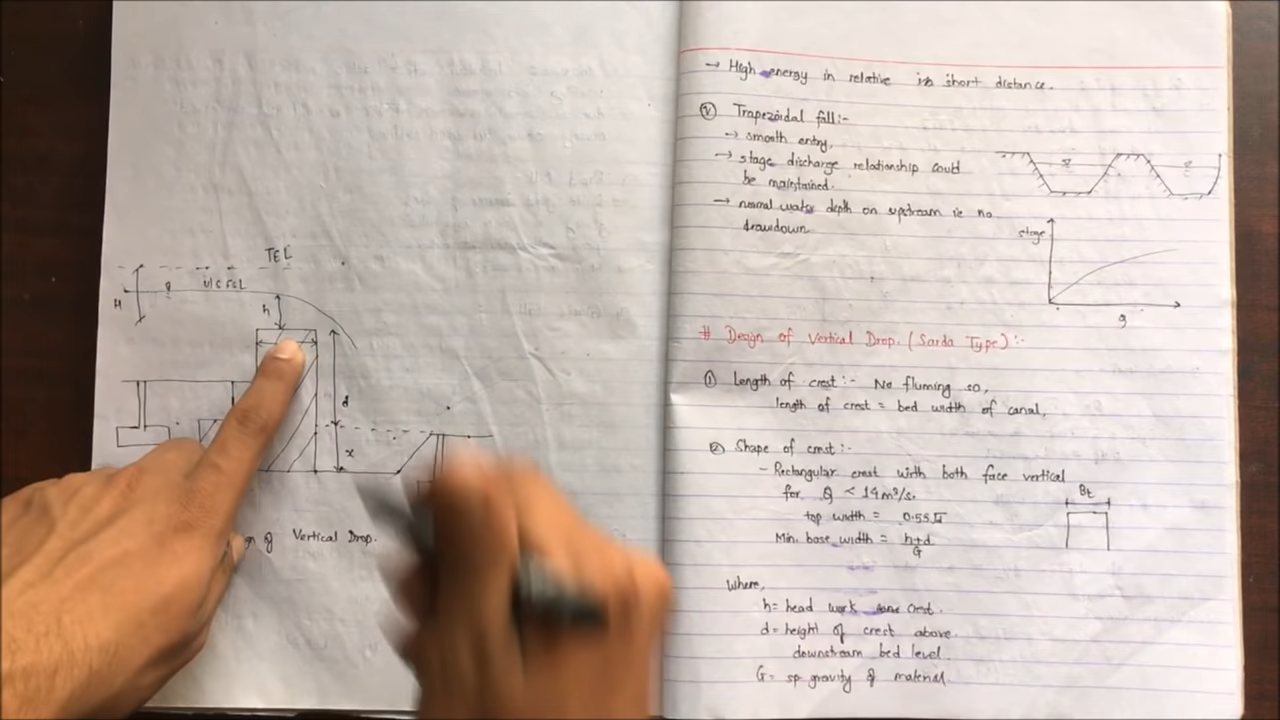 TEL
U/S FSL
H
h
d
x
of Vertical Drop.
→ High energy in relative in short distance.
Trapezoidal fall:-
→ smooth entry,
→ stage discharge relationship could
be maintained.
→ normal water depth on upstream ie no
drawdown
stage
# Design of Vertical Drop. (Sarda Type):-
① Length of crest:- No fluming so,
length of crest = bed width of canal,
② Shape of crest:-
- Rectangular crest with both face vertical
for Q < 14m³/s.
top width = 0.55√d
Bt
Min. base width = h+d/G
Where,
h= head crest.
d= height of crest above
downstream bed level.
G= sp. gravity of material